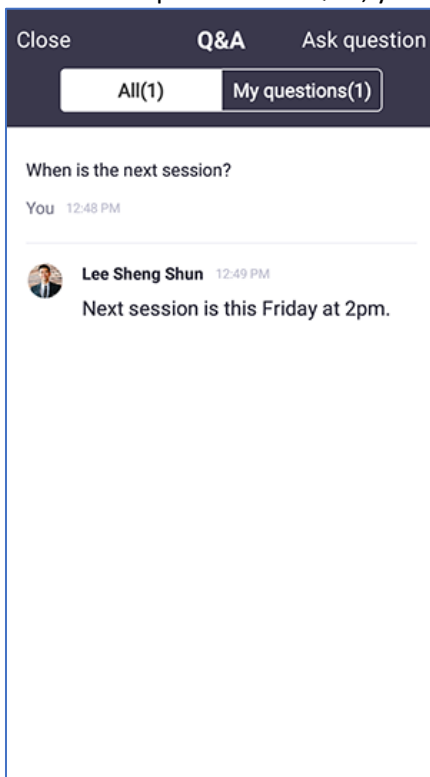 Close Q&A Ask question
All(1) My questions(1)
When is the next session?
You 12:48 PM
Lee Sheng Shun 12:49 PM
Next session is this Friday at 2pm.